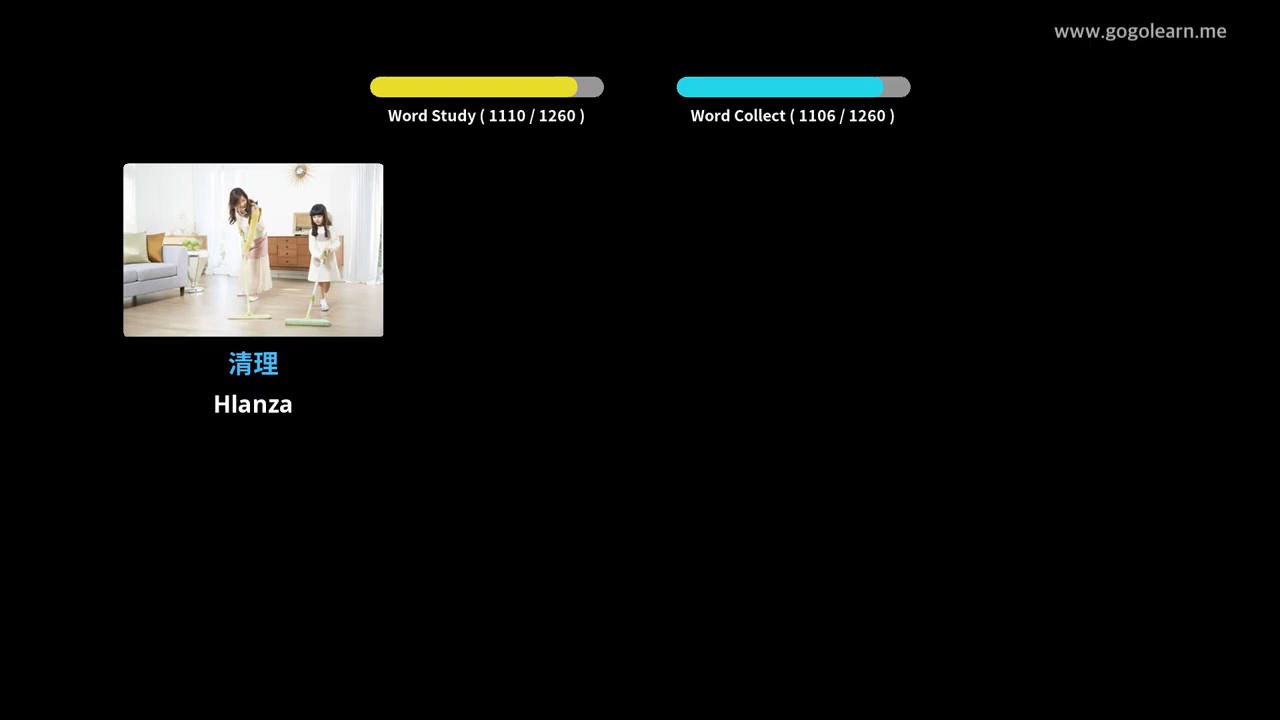 www.gogolearn.me
Word Study ( 1110 / 1260 )
Word Collect ( 1106 / 1260 )
清理
Hlanza